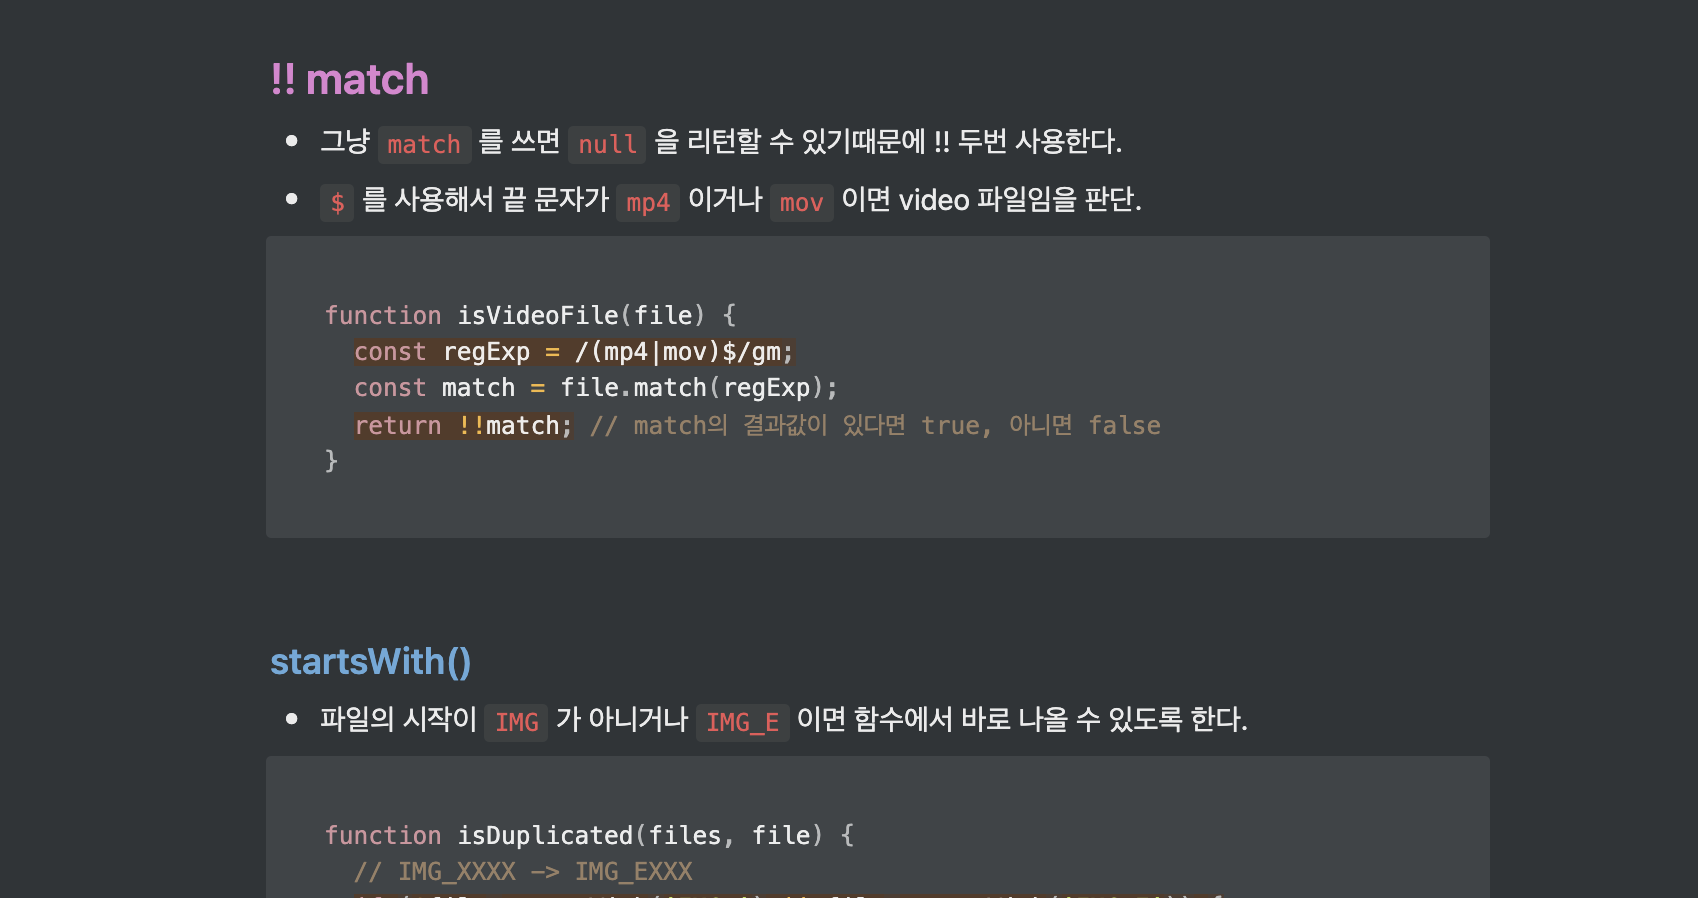 !! match
그냥 match 를 쓰면 null 을 리턴할 수 있기때문에 !! 두번 사용한다.
$ 를 사용해서 끝 문자가 mp4 이거나 mov 이면 video 파일임을 판단.
function isVideoFile(file) {
const regExp = /(mp4|mov)$/gm;
const match = file.match(regExp);
return !!match; // match의 결과값이 있다면 true, 아니면 false
}
startsWith()
파일의 시작이 IMG 가 아니거나 IMG_E 이면 함수에서 바로 나올 수 있도록 한다.
function isDuplicated(files, file) {
// IMG_XXXX -> IMG_EXXX